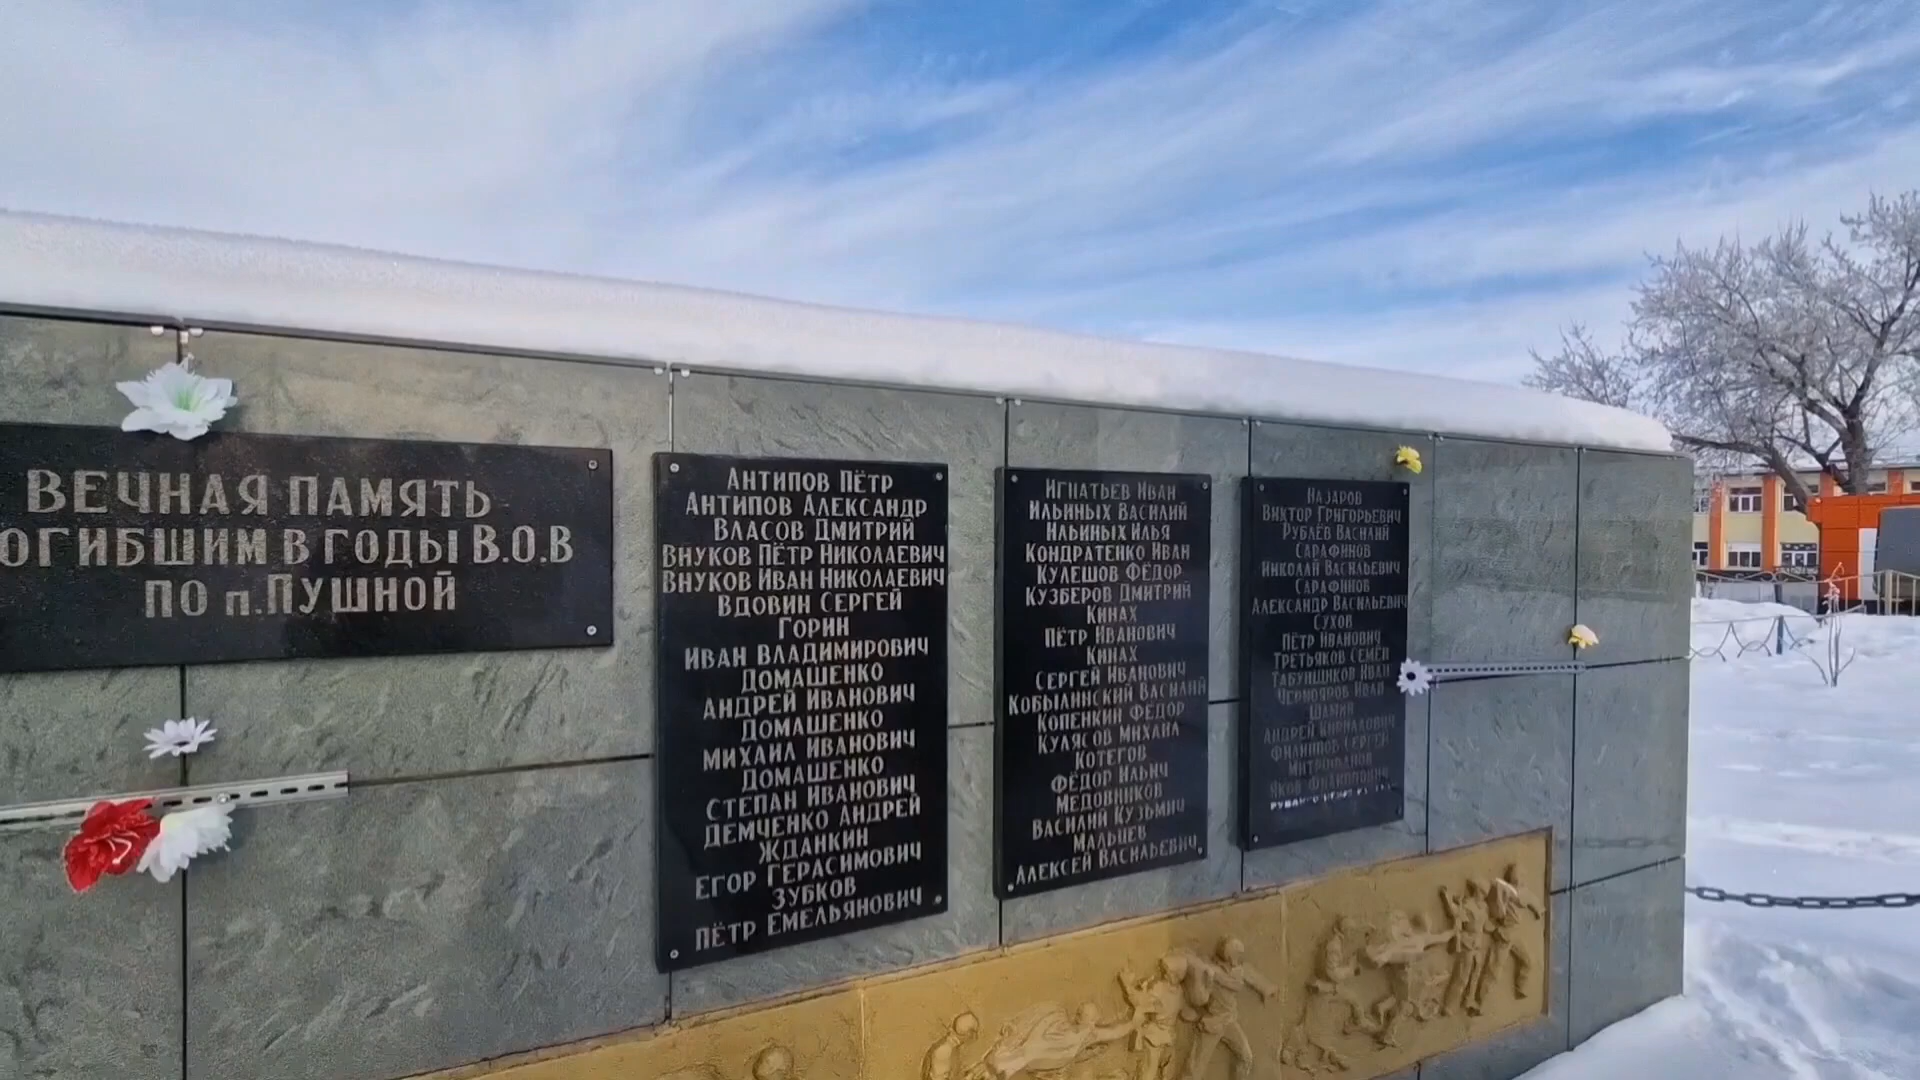 ВЕЧНАЯ ПАМЯТЬ
ОГИБШИМ В ГОДЫ В.О.В
ПО п.ПУШНОЙ
АНТИПОВ ПЁТР
АНТИПОВ АЛЕКСАНДР
ВЛАСОВ ДМИТРИЙ
ВНУКОВ ПЁТР НИКОЛАЕВИЧ
ВНУКОВ ИВАН НИКОЛАЕВИЧ
ВДОВИН СЕРГЕЙ
ГОРИН
ИВАН ВЛАДИМИРОВИЧ
ДОМАШЕНКО
АНДРЕЙ ИВАНОВИЧ
ДОМАШЕНКО
МИХАИЛ ИВАНОВИЧ
ДОМАШЕНКО
СТЕПАН ИВАНОВИЧ
ДЕМЧЕНКО АНДРЕЙ
ЖДАНКИН
ЕГОР ГЕРАСИМОВИЧ
ЗУБКОВ
ПЁТР ЕМЕЛЬЯНОВИЧ
ИГНАТЬЕВ ИВАН
ИЛЬИНЫХ ВАСИЛИЙ
ИЛЬИНЫХ ИЛЬЯ
КОНДРАТЕНКО ИВАН
КУЛЕШОВ ФЁДОР
КУЗБЕРОВ ДМИТРИЙ
КИНАХ
ПЁТР ИВАНОВИЧ
КИНАХ
СЕРГЕЙ ИВАНОВИЧ
КОБЫЛИНСКИЙ ВАСИЛИЙ
КОПЕНКИН ФЁДОР
КУЛЯСОВ МИХАИЛ
КОТЕГОВ
ФЁДОР ИЛЬИЧ
МЕДОВНИКОВ
ВАСИЛИЙ КУЗЬМИЧ
МАЛЬЦЕВ
АЛЕКСЕЙ ВАСИЛЬЕВИЧ
НАЗАРОВ
ВИКТОР ГРИГОРЬЕВИЧ
РУБЛЁВ ВАСИЛИЙ
САРАФИНОВ
НИКОЛАЙ ВАСИЛЬЕВИЧ
САРАФИНОВ
АЛЕКСАНДР ВАСИЛЬЕВИЧ
СУХОВ
ПЁТР ИВАНОВИЧ
ТРЕТЬЯКОВ СЕМЁН
ТАБУНЩИКОВ ИВАН
ЧЕРНОЯРОВ ИВАН
ШАМИН
АНДРЕЙ КИРИЛОВИЧ
ФИЛИППОВ СЕРГЕЙ
МИТРОФАНОВ
ЯКОВ ФИЛИППОВИЧ